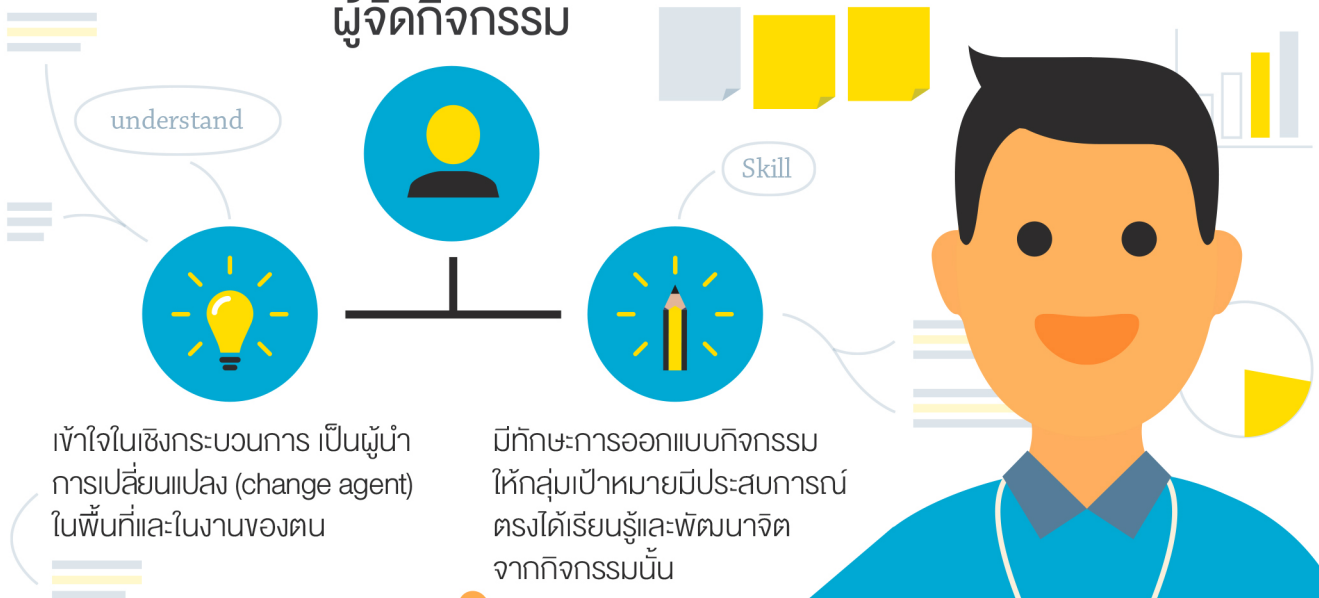 ผู้จัดกิจกรรม
understand
Skill
เข้าใจในเชิงกระบวนการ เป็นผู้นำ
การเปลี่ยนแปลง (change agent)
ในพื้นที่และในงานของตน
มีทักษะการออกแบบกิจกรรม
ให้กลุ่มเป้าหมายมีประสบการณ์
ตรงได้เรียนรู้และพัฒนาจิต
จากกิจกรรมนั้น